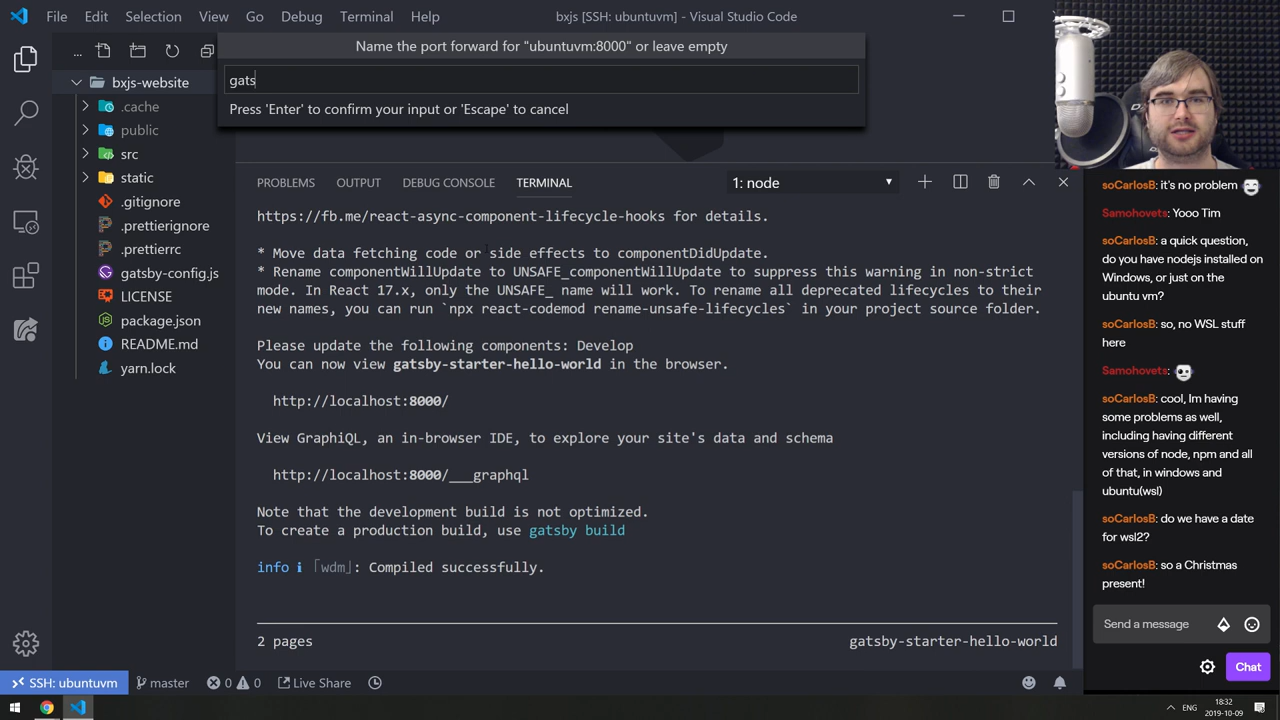 File Edit Selection View Go Debug Terminal Help
bxjs [SSH: ubuntuvm] - Visual Studio Code
Name the port forward for "ubuntuvm:8000" or leave empty
gats
Press 'Enter' to confirm your input or 'Escape' to cancel
...
bxjs-website
.cache
public
src
static
.gitignore
.prettierignore
.prettierrc
gatsby-config.js
LICENSE
package.json
README.md
yarn.lock
PROBLEMS OUTPUT DEBUG CONSOLE TERMINAL
1: node
https://fb.me/react-async-component-lifecycle-hooks for details.
* Move data fetching code or side effects to componentDidUpdate.
* Rename componentWillUpdate to UNSAFE_componentWillUpdate to suppress this warning in non-strict
mode. In React 17.x, only the UNSAFE_ name will work. To rename all deprecated lifecycles to their
new names, you can run `npx react-codemod rename-unsafe-lifecycles` in your project source folder.
Please update the following components: Develop
You can now view gatsby-starter-hello-world in the browser.
http://localhost:8000/
View GraphiQL, an in-browser IDE, to explore your site's data and schema
http://localhost:8000/___graphql
Note that the development build is not optimized.
To create a production build, use gatsby build
info i ｢wdm｣: Compiled successfully.
2 pages
gatsby-starter-hello-world
SSH: ubuntuvm
master
0
0
Live Share
soCarlosB: it's no problem
Samohovets: Yooo Tim
soCarlosB: a quick question,
do you have nodejs installed on
Windows, or just on the
ubuntu vm?
soCarlosB: so, no WSL stuff
here
Samohovets:
soCarlosB: cool, Im having
some problems as well,
including having different
versions of node, npm and all
of that, in windows and
ubuntu(wsl)
soCarlosB: do we have a date
for wsl2?
soCarlosB: so a Christmas
present!
Send a message
Chat
ENG
18:32
2019-10-09